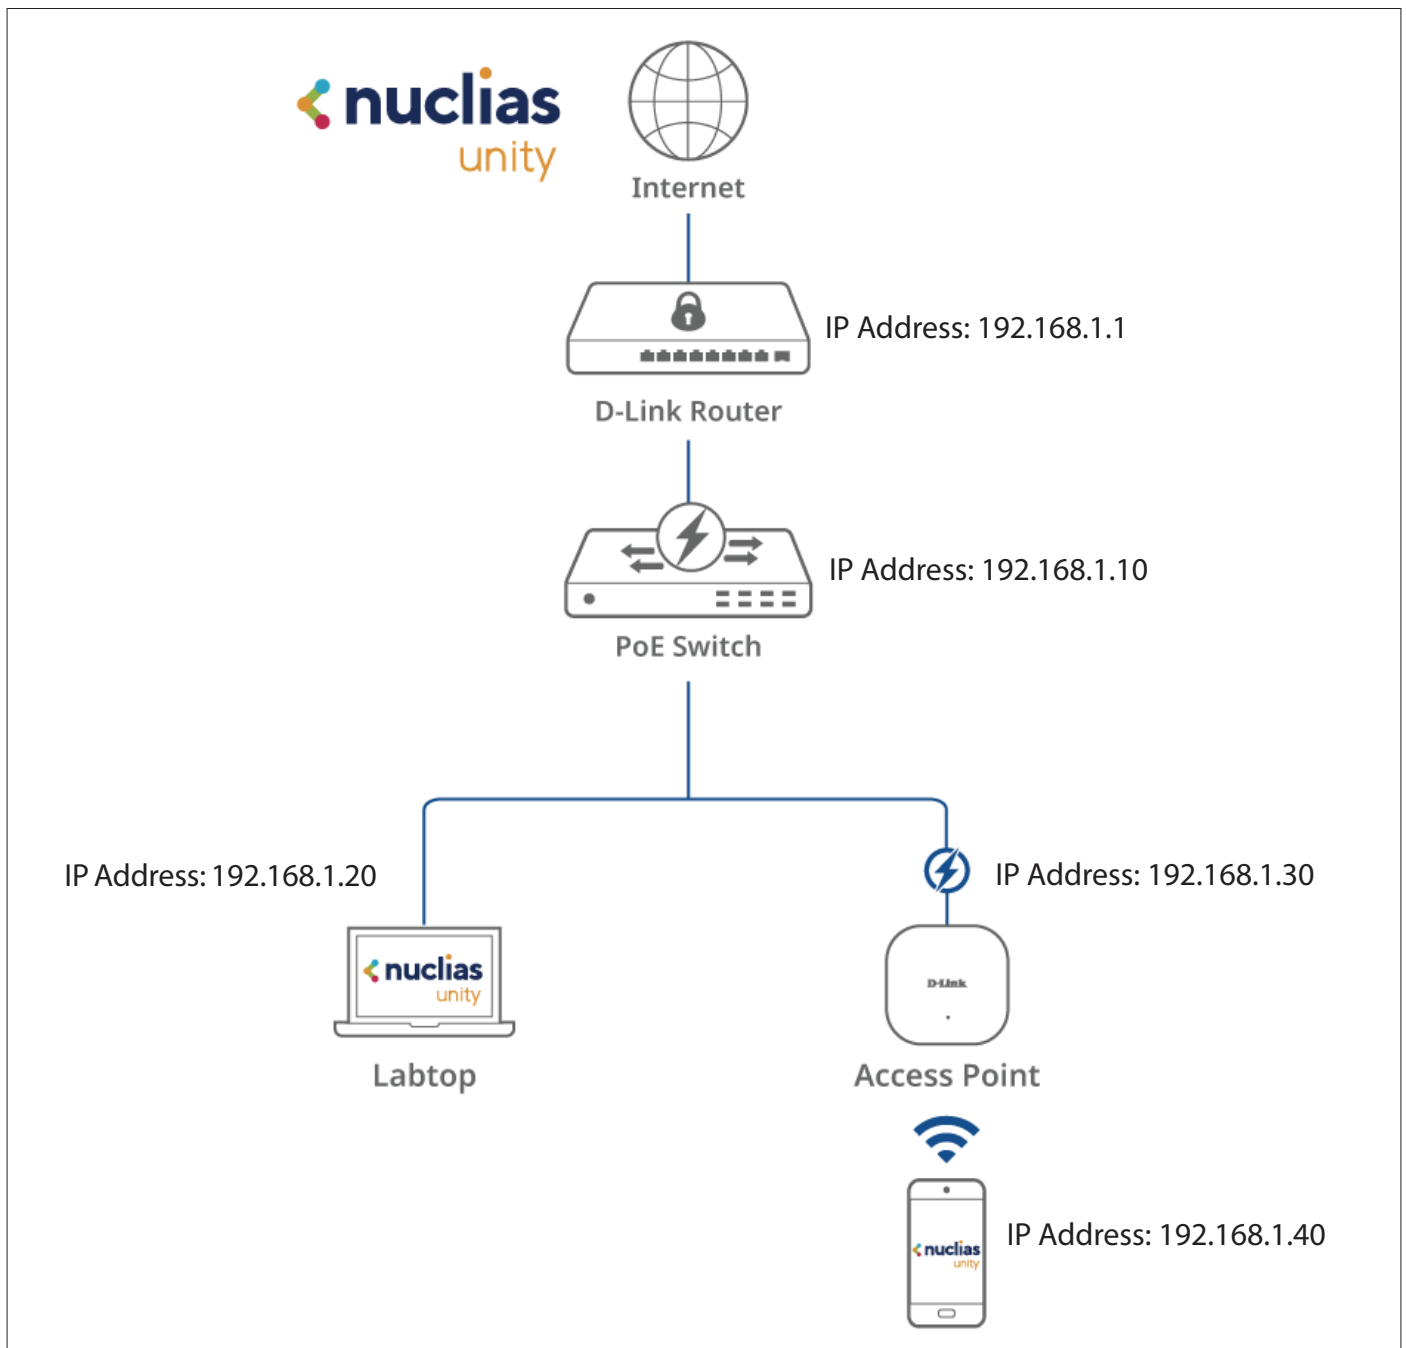 nuclias
unity
Internet
IP Address: 192.168.1.1
D-Link Router
IP Address: 192.168.1.10
PoE Switch
IP Address: 192.168.1.20
IP Address: 192.168.1.30
nuclias
unity
D-Link
Labtop
Access Point
IP Address: 192.168.1.40
nuclias
unity